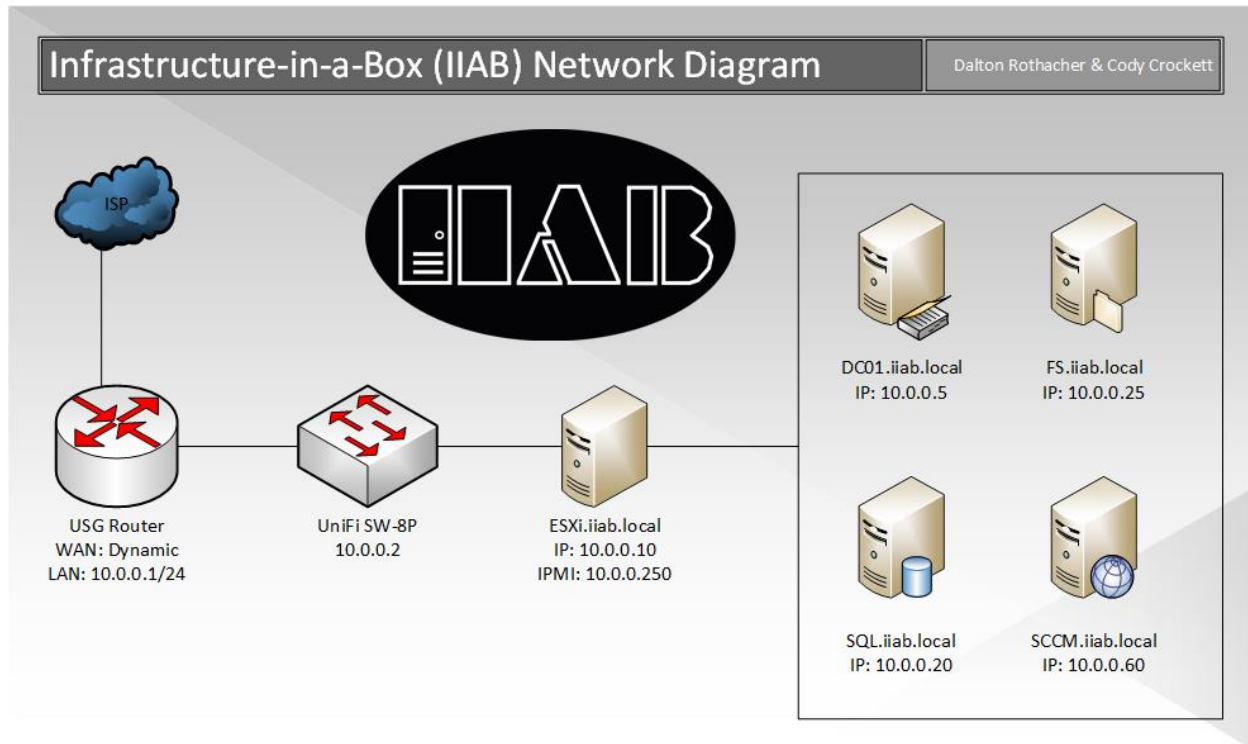 Infrastructure-in-a-Box (IIAB) Network Diagram
Dalton Rothacher & Cody Crockett
ISP
IIAB
DC01.iiab.local
IP: 10.0.0.5
FS.iiab.local
IP: 10.0.0.25
USG Router
WAN: Dynamic
LAN: 10.0.0.1/24
UniFi SW-8P
10.0.0.2
ESXi.iiab.local
IP: 10.0.0.10
IPMI: 10.0.0.250
SQL.iiab.local
IP: 10.0.0.20
SCCM.iiab.local
IP: 10.0.0.60